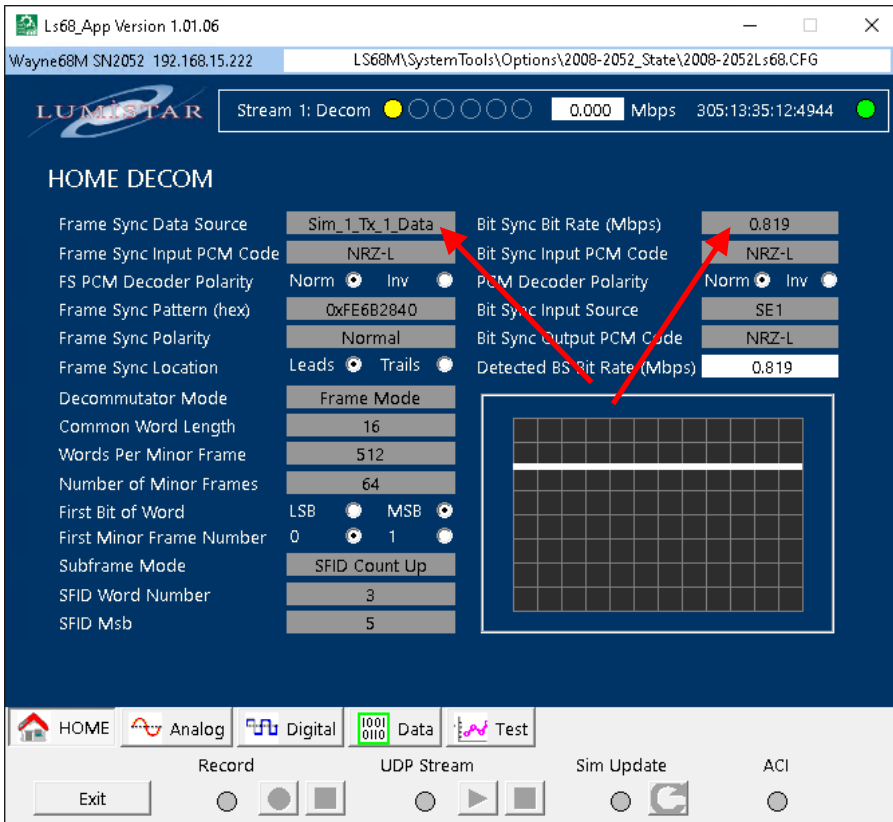 Ls68_App Version 1.01.06
Wayne68M SN2052 192.168.15.222 LS68M\SystemTools\Options\2008-2052_State\2008-2052Ls68.CFG
LUMISTAR Stream 1: Decom 0.000 Mbps 305:13:35:12:4944
HOME DECOM
Frame Sync Data Source Sim_1_Tx_1_Data Bit Sync Bit Rate (Mbps) 0.819
Frame Sync Input PCM Code NRZ-L Bit Sync Input PCM Code NRZ-L
FS PCM Decoder Polarity Norm Inv PCM Decoder Polarity Norm Inv
Frame Sync Pattern (hex) 0xFE6B2840 Bit Sync Input Source SE1
Frame Sync Polarity Normal Bit Sync Output PCM Code NRZ-L
Frame Sync Location Leads Trails Detected BS Bit Rate (Mbps) 0.819
Decommutator Mode Frame Mode
Common Word Length 16
Words Per Minor Frame 512
Number of Minor Frames 64
First Bit of Word LSB MSB
First Minor Frame Number 0 1
Subframe Mode SFID Count Up
SFID Word Number 3
SFID Msb 5
HOME Analog Digital 1001 0110 Data Test
Record UDP Stream Sim Update ACI
Exit